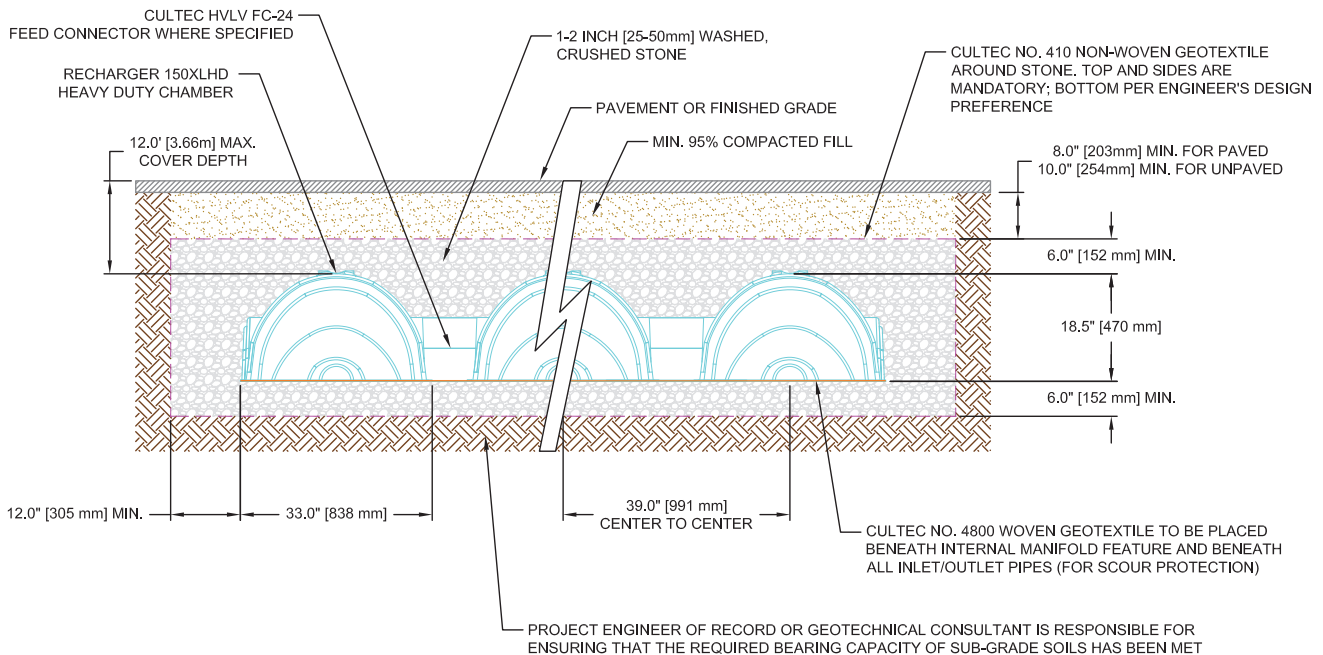 CULTEC HVLV FC-24
FEED CONNECTOR WHERE SPECIFIED
1-2 INCH [25-50mm] WASHED,
CRUSHED STONE
CULTEC NO. 410 NON-WOVEN GEOTEXTILE
AROUND STONE. TOP AND SIDES ARE
MANDATORY; BOTTOM PER ENGINEER'S DESIGN
PREFERENCE
RECHARGER 150XLHD
HEAVY DUTY CHAMBER
PAVEMENT OR FINISHED GRADE
12.0' [3.66m] MAX.
COVER DEPTH
MIN. 95% COMPACTED FILL
8.0" [203mm] MIN. FOR PAVED
10.0" [254mm] MIN. FOR UNPAVED
6.0" [152 mm] MIN.
18.5" [470 mm]
6.0" [152 mm] MIN.
12.0" [305 mm] MIN.
33.0" [838 mm]
39.0" [991 mm]
CENTER TO CENTER
CULTEC NO. 4800 WOVEN GEOTEXTILE TO BE PLACED
BENEATH INTERNAL MANIFOLD FEATURE AND BENEATH
ALL INLET/OUTLET PIPES (FOR SCOUR PROTECTION)
PROJECT ENGINEER OF RECORD OR GEOTECHNICAL CONSULTANT IS RESPONSIBLE FOR
ENSURING THAT THE REQUIRED BEARING CAPACITY OF SUB-GRADE SOILS HAS BEEN MET